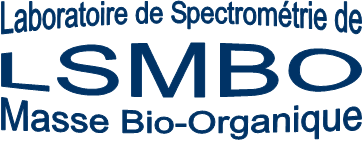 Laboratoire de Spectrométrie de
LSMBO
Masse Bio-Organique